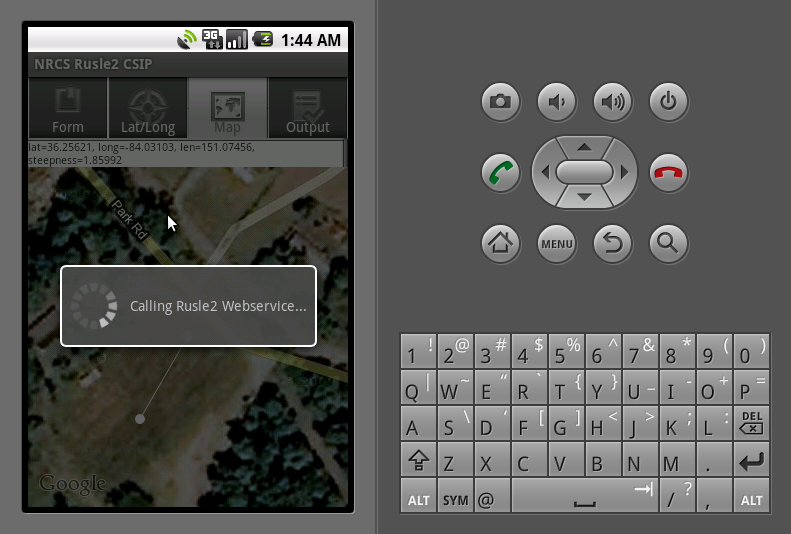 3G 1:44 AM
NRCS Rusle2 CSIP
Form Lat/Long Map Output
lat=36.25621, long=-84.03103, len=151.07456,
steepness=1.85992
Park Rd
Calling Rusle2 Webservice...
Google
MENU
1 ! 2 @ 3 # 4 $ 5 % 6 ^ 7 & 8 * 9 ( 0 )
Q | W ~ E “ R ` T { Y } U _ I - O + P =
A S \ D ‘ F [ G ] H < J > K ; L : DEL
Z X C V B N M .
ALT SYM @ / ? , ALT